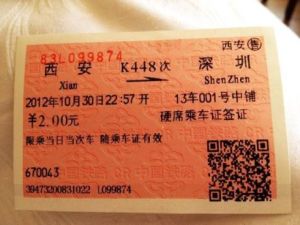 83L099874 西安㊄
西安 K448次 深圳
Xian ShenZhen
2012年10月30日22:57开 13车001号中铺
¥2.00元 硬席乘车证签证
限乘当日当次车 随乘车证有效
670043
39473200831022 L099874